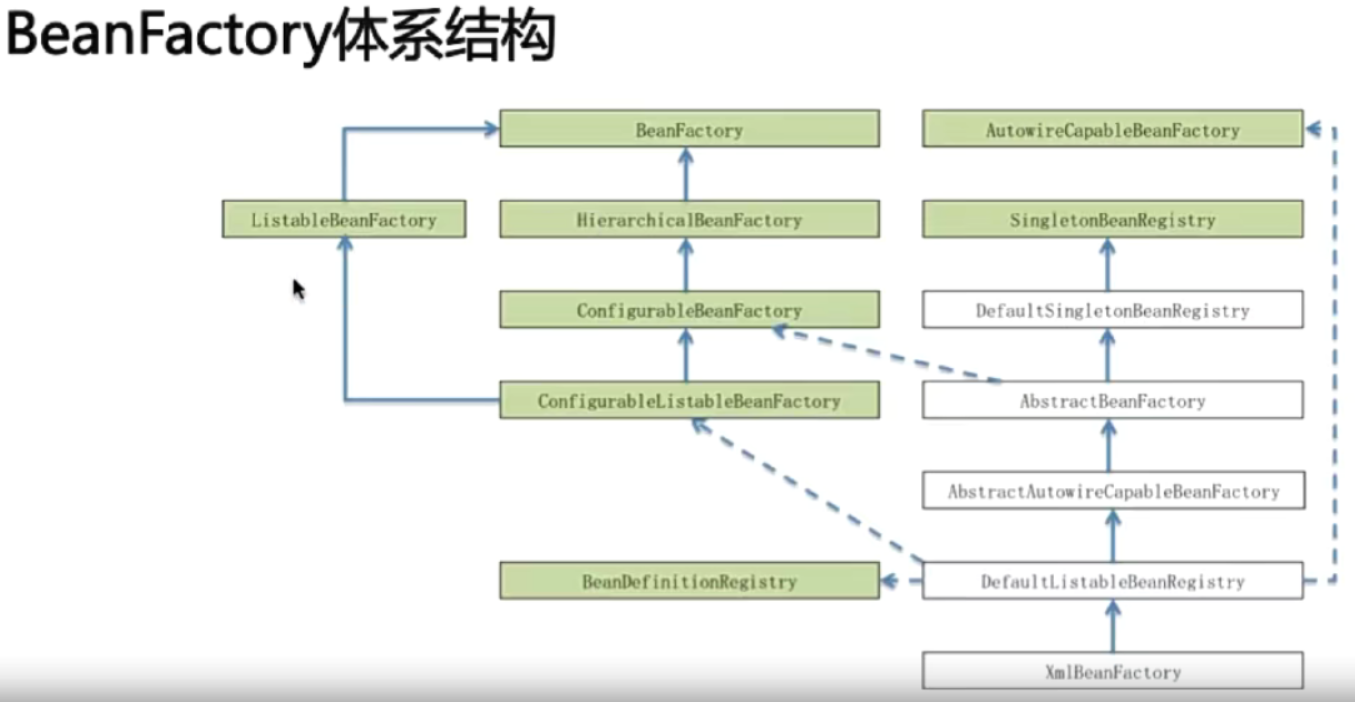 BeanFactory体系结构
BeanFactory
AutowireCapableBeanFactory
ListableBeanFactory
HierarchicalBeanFactory
SingletonBeanRegistry
ConfigurableBeanFactory
DefaultSingletonBeanRegistry
ConfigurableListableBeanFactory
AbstractBeanFactory
AbstractAutowireCapableBeanFactory
BeanDefinitionRegistry
DefaultListableBeanRegistry
XmlBeanFactory